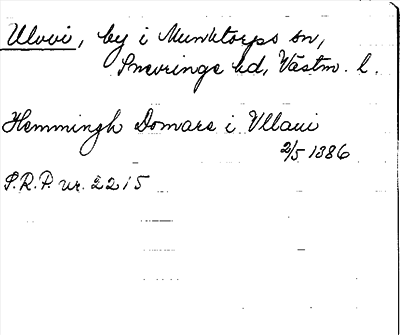 Ulvvi, by i Munktorps sn,
Snevringe hd, Västm. l.
Hemmingh Domare i Vllaui
2/5 1386
S.R.P. nr. 2215